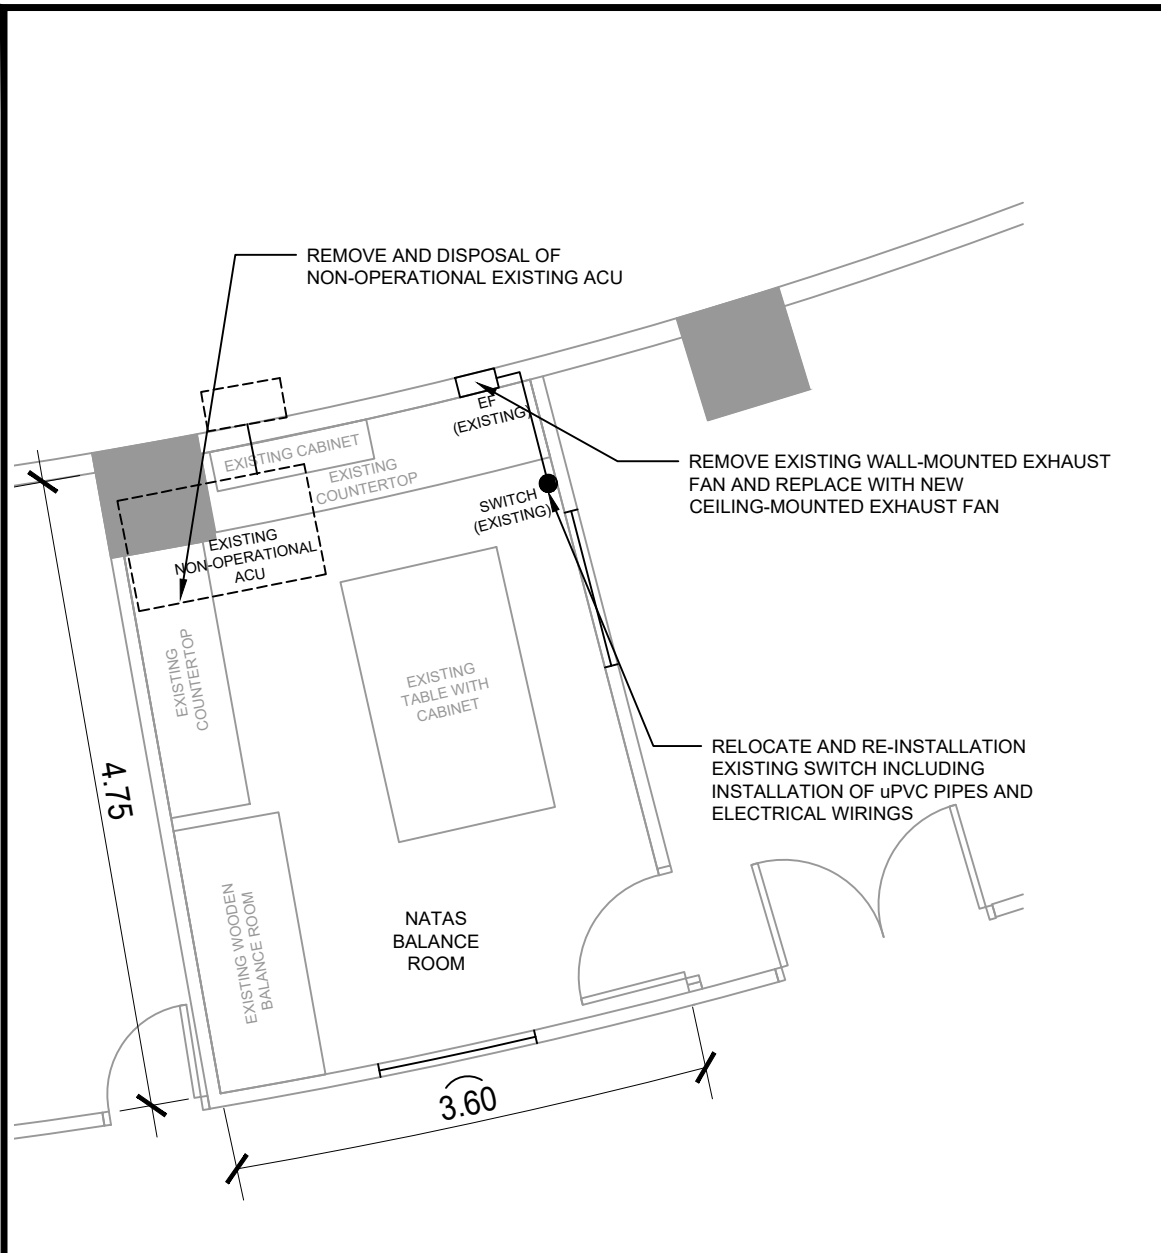 REMOVE AND DISPOSAL OF
NON-OPERATIONAL EXISTING ACU
EF
(EXISTING)
EXISTING CABINET
EXISTING
COUNTERTOP
REMOVE EXISTING WALL-MOUNTED EXHAUST
FAN AND REPLACE WITH NEW
CEILING-MOUNTED EXHAUST FAN
SWITCH
(EXISTING)
EXISTING
NON-OPERATIONAL
ACU
EXISTING
COUNTERTOP
EXISTING
TABLE WITH
CABINET
RELOCATE AND RE-INSTALLATION
EXISTING SWITCH INCLUDING
INSTALLATION OF uPVC PIPES AND
ELECTRICAL WIRINGS
4.75
EXISTING WOODEN
BALANCE ROOM
NATAS
BALANCE
ROOM
3.60